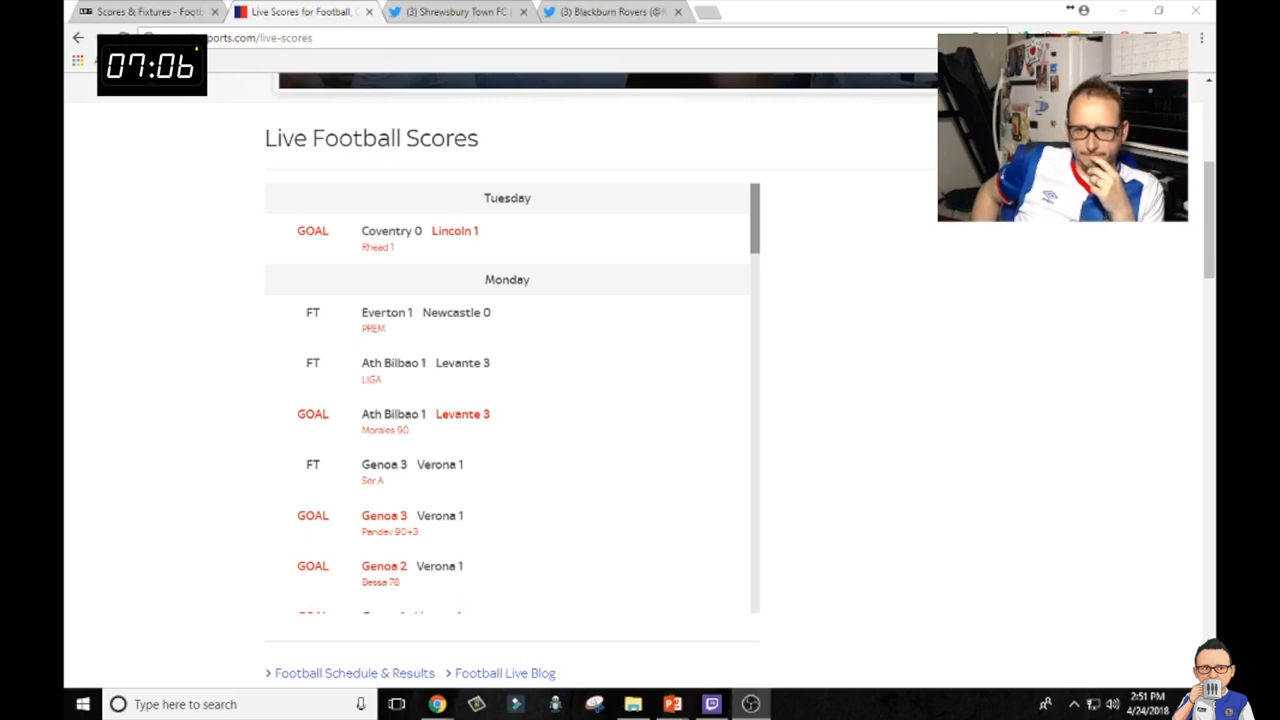 Scores & Fixtures - Footb
Live Scores for Football, C
(3) Shrewsbury Town FC
(3) Blackburn Rovers (@R
07:06
ports.com/live-scores
Live Football Scores
Tuesday
GOAL Coventry 0 Lincoln 1
Rhead 1
Monday
FT Everton 1 Newcastle 0
PREM
FT Ath Bilbao 1 Levante 3
LIGA
GOAL Ath Bilbao 1 Levante 3
Morales 90
FT Genoa 3 Verona 1
Ser A
GOAL Genoa 3 Verona 1
Pandev 90+3
GOAL Genoa 2 Verona 1
Bessa 78
> Football Schedule & Results > Football Live Blog
Type here to search
2:51 PM
4/24/2018